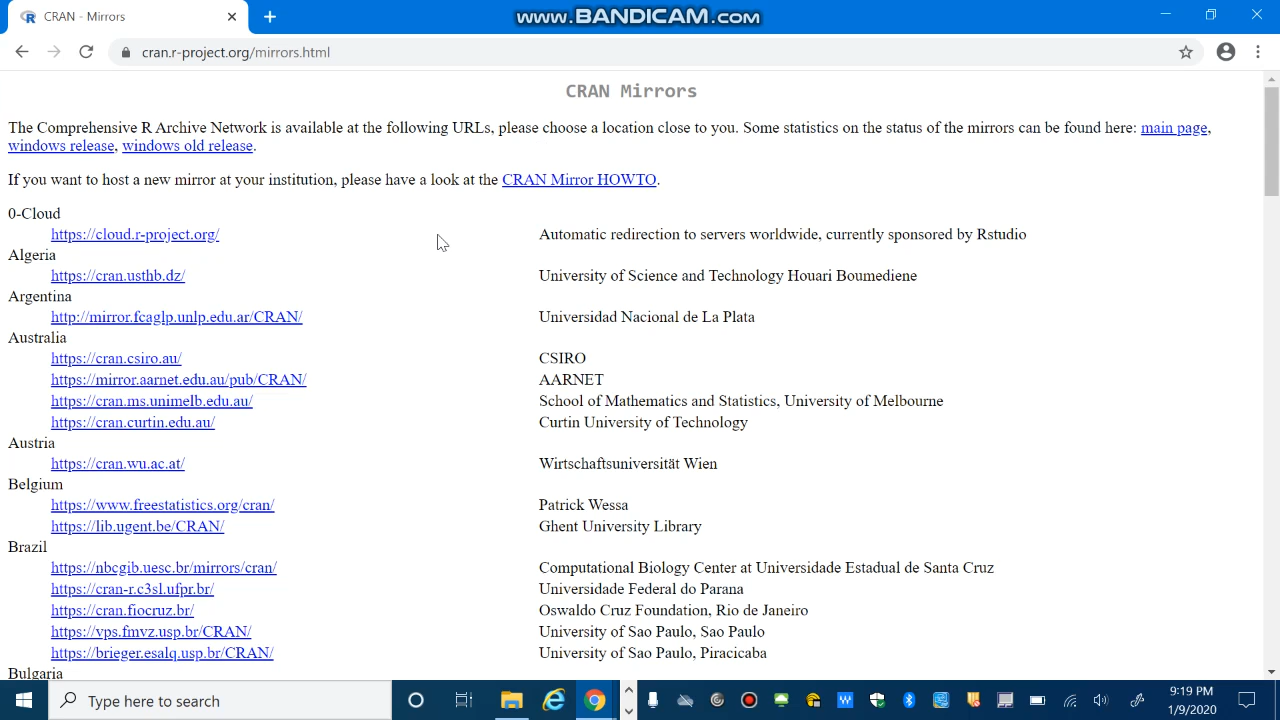 CRAN - Mirrors
www.BANDICAM.com
cran.r-project.org/mirrors.html
CRAN Mirrors
The Comprehensive R Archive Network is available at the following URLs, please choose a location close to you. Some statistics on the status of the mirrors can be found here: main page,
windows release, windows old release.
If you want to host a new mirror at your institution, please have a look at the CRAN Mirror HOWTO.
0-Cloud
https://cloud.r-project.org/ Automatic redirection to servers worldwide, currently sponsored by Rstudio
Algeria
https://cran.usthb.dz/ University of Science and Technology Houari Boumediene
Argentina
http://mirror.fcaglp.unlp.edu.ar/CRAN/ Universidad Nacional de La Plata
Australia
https://cran.csiro.au/ CSIRO
https://mirror.aarnet.edu.au/pub/CRAN/ AARNET
https://cran.ms.unimelb.edu.au/ School of Mathematics and Statistics, University of Melbourne
https://cran.curtin.edu.au/ Curtin University of Technology
Austria
https://cran.wu.ac.at/ Wirtschaftsuniversität Wien
Belgium
https://www.freestatistics.org/cran/ Patrick Wessa
https://lib.ugent.be/CRAN/ Ghent University Library
Brazil
https://nbcgib.uesc.br/mirrors/cran/ Computational Biology Center at Universidade Estadual de Santa Cruz
https://cran-r.c3sl.ufpr.br/ Universidade Federal do Parana
https://cran.fiocruz.br/ Oswaldo Cruz Foundation, Rio de Janeiro
https://vps.fmvz.usp.br/CRAN/ University of Sao Paulo, Sao Paulo
https://brieger.esalq.usp.br/CRAN/ University of Sao Paulo, Piracicaba
Bulgaria
Type here to search
9:19 PM
1/9/2020